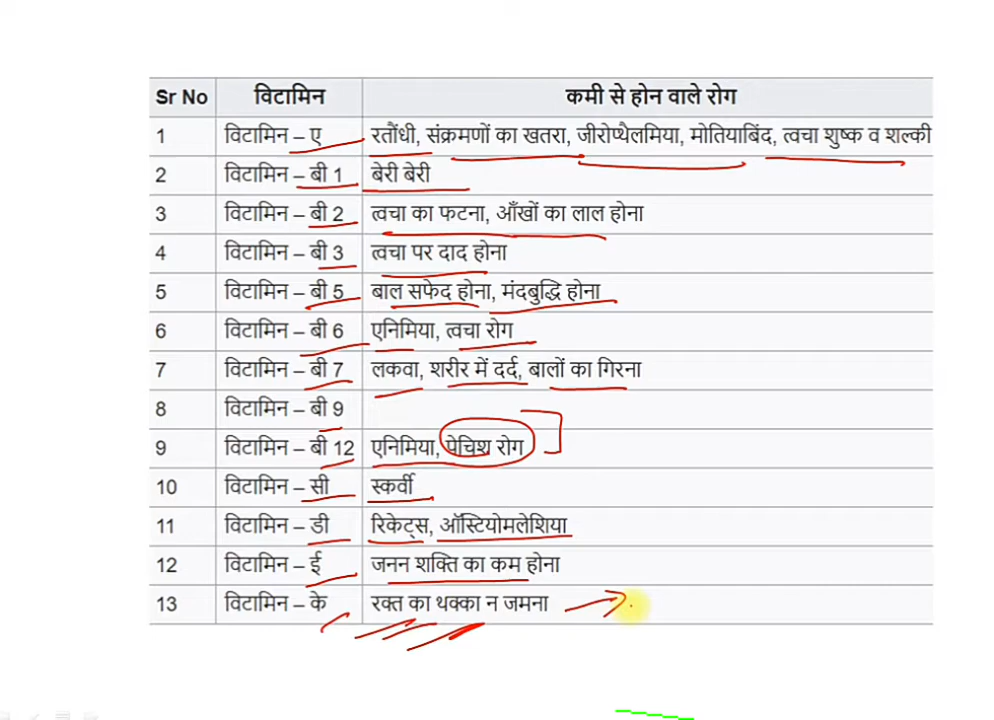 Sr No विटामिन कमी से होन वाले रोग
1 विटामिन – ए रतौंधी, संक्रमणों का खतरा, जीरोप्थैलमिया, मोतियाबिंद, त्वचा शुष्क व शल्की
2 विटामिन – बी 1 बेरी बेरी
3 विटामिन – बी 2 त्वचा का फटना, आँखों का लाल होना
4 विटामिन – बी 3 त्वचा पर दाद होना
5 विटामिन – बी 5 बाल सफेद होना, मंदबुद्धि होना
6 विटामिन – बी 6 एनिमिया, त्वचा रोग
7 विटामिन – बी 7 लकवा, शरीर में दर्द, बालों का गिरना
8 विटामिन – बी 9
9 विटामिन – बी 12 एनिमिया, पेचिश रोग
10 विटामिन – सी स्कर्वी
11 विटामिन – डी रिकेट्स, ऑस्टियोमलेशिया
12 विटामिन – ई जनन शक्ति का कम होना
13 विटामिन – के रक्त का थक्का न जमना